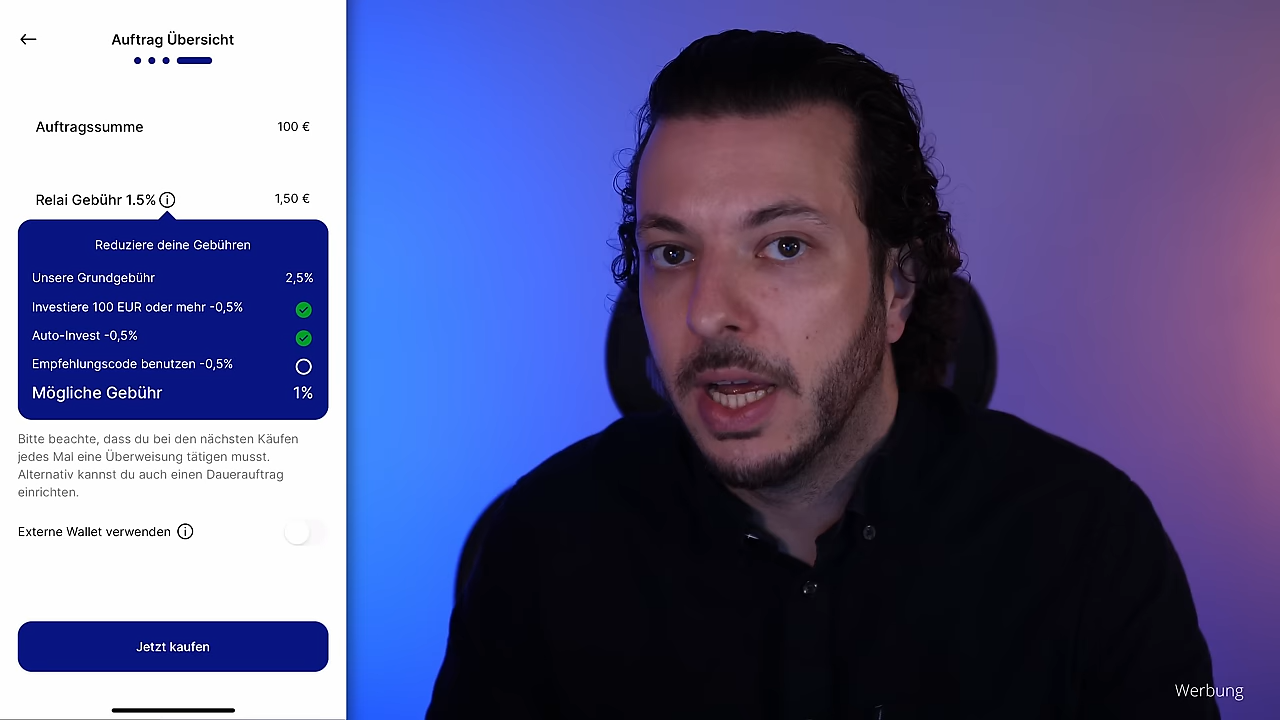 Auftrag Übersicht
Auftragssumme 100 €
Relai Gebühr 1.5% 1,50 €
Reduziere deine Gebühren
Unsere Grundgebühr 2,5%
Investiere 100 EUR oder mehr -0,5%
Auto-Invest -0,5%
Empfehlungscode benutzen -0,5%
Mögliche Gebühr 1%
Bitte beachte, dass du bei den nächsten Käufen
jedes Mal eine Überweisung tätigen musst.
Alternativ kannst du auch einen Dauerauftrag
einrichten.
Externe Wallet verwenden
Jetzt kaufen
Werbung